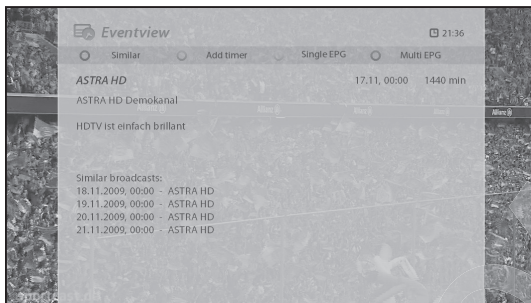 Eventview 21:36
Similar Add timer Single EPG Multi EPG
ASTRA HD 17.11, 00:00 1440 min
ASTRA HD Demokanal
Allianz
HDTV ist einfach brillant
Similar broadcasts:
18.11.2009, 00:00 - ASTRA HD
19.11.2009, 00:00 - ASTRA HD
20.11.2009, 00:00 - ASTRA HD
21.11.2009, 00:00 - ASTRA HD